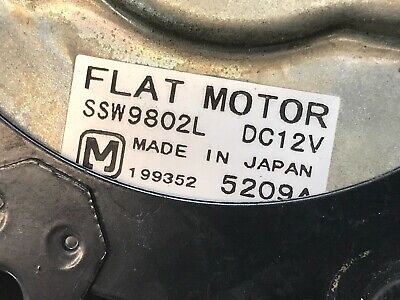 FLAT MOTOR
SSW9802L DC12V
M MADE IN JAPAN
199352 5209A